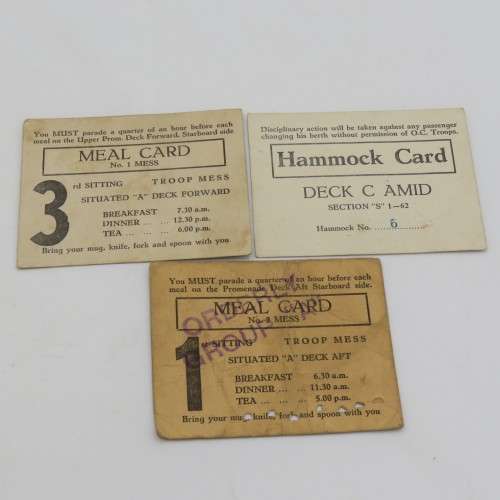 You MUST parade a quarter of an hour before each
meal on the Upper Prom. Deck Forward. Starboard side
MEAL CARD
No. 1 MESS
3rd SITTING TROOP MESS
SITUATED "A" DECK FORWARD
BREAKFAST 7.30 a.m.
DINNER ... ... 12.30 p.m.
TEA ... ... ... 6.00 p.m.
Bring your mug, knife, fork and spoon with you
Disciplinary action will be taken against any passenger
changing his berth without permission of O.C. Troops.
Hammock Card
DECK C AMID
SECTION "S" 1—62
Hammock No. 6
You MUST parade a quarter of an hour before each
meal on the Promenade Deck Aft Starboard side.
MEAL CARD
No. 2 MESS
ORDERLY
GROUP
1st SITTING TROOP MESS
SITUATED "A" DECK AFT
BREAKFAST 6.30 a.m.
DINNER ... ... 11.30 a.m.
TEA ... ... ... 5.00 p.m.
Bring your mug, knife, fork and spoon with you